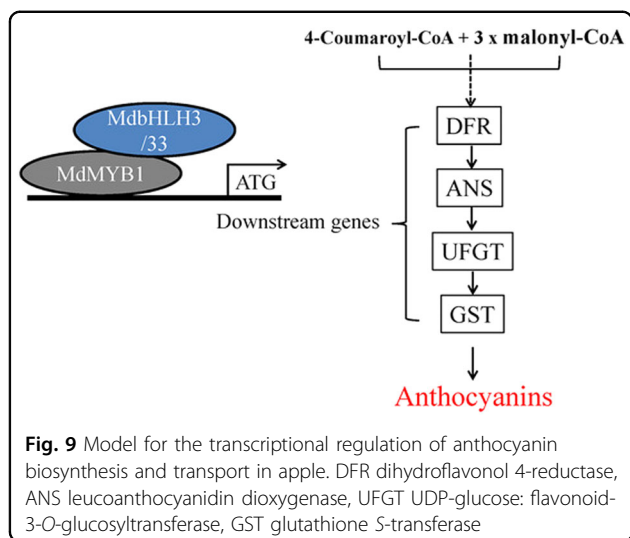 4-Coumaroyl-CoA + 3 x malonyl-CoA
MdbHLH3
/33
MdMYB1
ATG
Downstream genes
DFR
ANS
UFGT
GST
Anthocyanins
Fig. 9 Model for the transcriptional regulation of anthocyanin
biosynthesis and transport in apple. DFR dihydroflavonol 4-reductase,
ANS leucoanthocyanidin dioxygenase, UFGT UDP-glucose: flavonoid-
3-O-glucosyltransferase, GST glutathione S-transferase